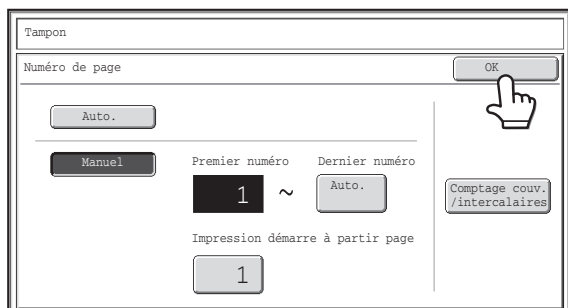 Tampon
Numéro de page
OK
Auto.
Manuel
Premier numéro
Dernier numéro
1
~
Auto.
Comptage couv.
/intercalaires
Impression démarre à partir page
1